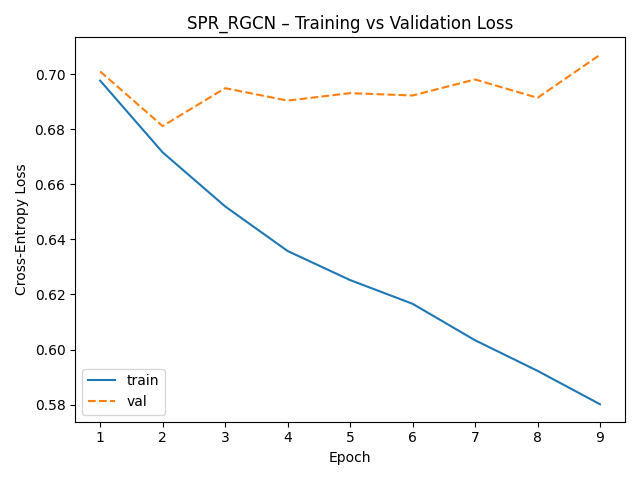 SPR_RGCN – Training vs Validation Loss
Cross-Entropy Loss
0.70
0.68
0.66
0.64
0.62
0.60
0.58
train
val
1 2 3 4 5 6 7 8 9
Epoch